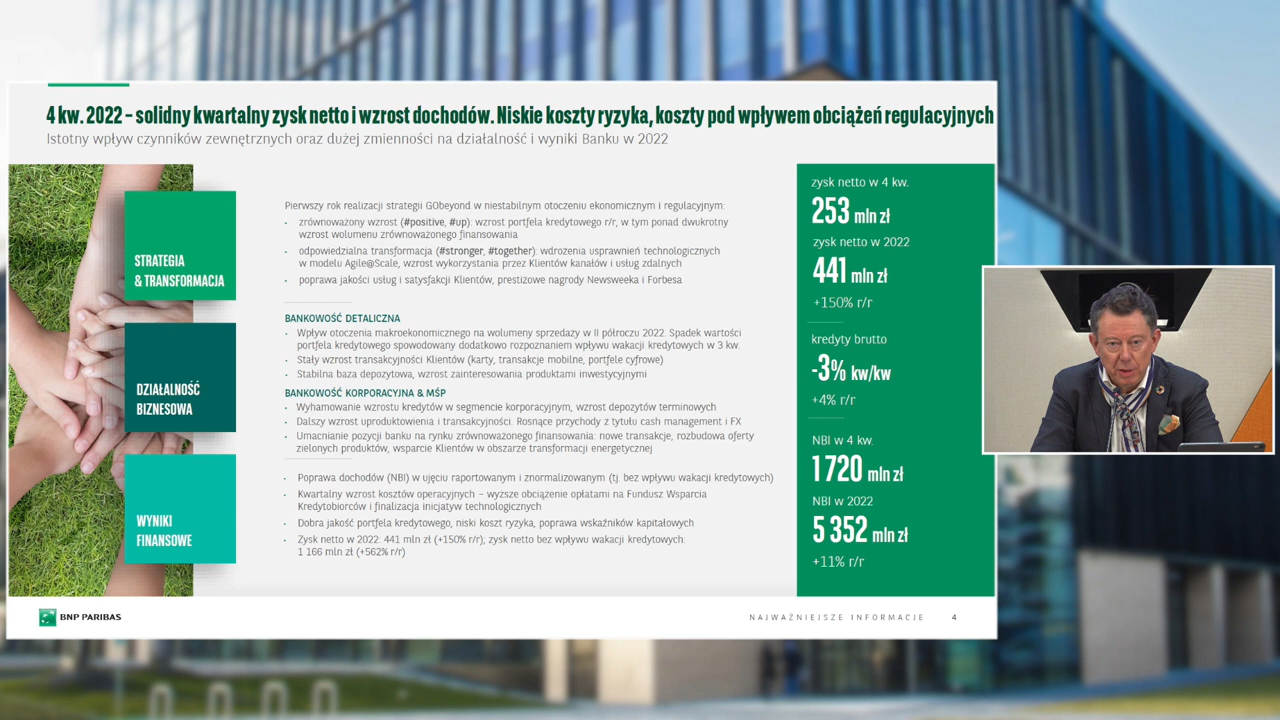 4 kw. 2022 – solidny kwartalny zysk netto i wzrost dochodów. Niskie koszty ryzyka, koszty pod wpływem obciążeń regulacyjnych
Istotny wpływ czynników zewnętrznych oraz dużej zmienności na działalność i wyniki Banku w 2022
STRATEGIA
& TRANSFORMACJA
Pierwszy rok realizacji strategii GObeyond w niestabilnym otoczeniu ekonomicznym i regulacyjnym:
• zrównoważony wzrost (#positive, #up): wzrost portfela kredytowego r/r, w tym ponad dwukrotny
wzrost wolumenu zrównoważonego finansowania
• odpowiedzialna transformacja (#stronger, #together): wdrożenia usprawnień technologicznych
w modelu Agile@Scale, wzrost wykorzystania przez Klientów kanałów i usług zdalnych
• poprawa jakości usług i satysfakcji Klientów, prestiżowe nagrody Newsweeka i Forbesa
DZIAŁALNOŚĆ
BIZNESOWA
BANKOWOŚĆ DETALICZNA
• Wpływ otoczenia makroekonomicznego na wolumeny sprzedaży w II półroczu 2022. Spadek wartości
portfela kredytowego spowodowany dodatkowo rozpoznaniem wpływu wakacji kredytowych w 3 kw.
• Stały wzrost transakcyjności Klientów (karty, transakcje mobilne, portfele cyfrowe)
• Stabilna baza depozytowa, wzrost zainteresowania produktami inwestycyjnymi
BANKOWOŚĆ KORPORACYJNA & MŚP
• Wyhamowanie wzrostu kredytów w segmencie korporacyjnym, wzrost depozytów terminowych
• Dalszy wzrost uproduktowienia i transakcyjności. Rosnące przychody z tytułu cash management i FX
• Umacnianie pozycji banku na rynku zrównoważonego finansowania: nowe transakcje, rozbudowa oferty
zielonych produktów, wsparcie Klientów w obszarze transformacji energetycznej
WYNIKI
FINANSOWE
• Poprawa dochodów (NBI) w ujęciu raportowanym i znormalizowanym (tj. bez wpływu wakacji kredytowych)
• Kwartalny wzrost kosztów operacyjnych – wyższe obciążenie opłatami na Fundusz Wsparcia
Kredytobiorców i finalizacja inicjatyw technologicznych
• Dobra jakość portfela kredytowego, niski koszt ryzyka, poprawa wskaźników kapitałowych
• Zysk netto w 2022: 441 mln zł (+150% r/r); zysk netto bez wpływu wakacji kredytowych:
1 166 mln zł (+562% r/r)
zysk netto w 4 kw.
253 mln zł
zysk netto w 2022
441 mln zł
+150% r/r
kredyty brutto
-3% kw/kw
+4% r/r
NBI w 4 kw.
1 720 mln zł
NBI w 2022
5 352 mln zł
+11% r/r
BNP PARIBAS
NAJWAŻNIEJSZE INFORMACJE 4